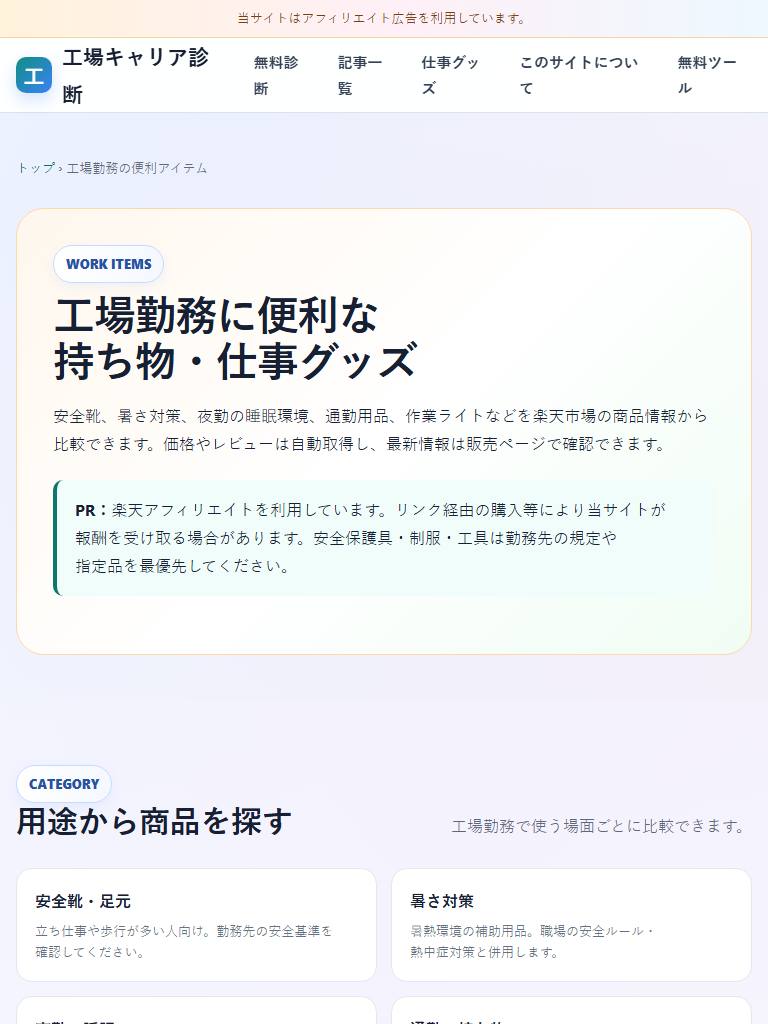 当サイトはアフィリエイト広告を利用しています。
工
工場キャリア診
断
無料診
断
記事一
覧
仕事グッ
ズ
このサイトについ
て
無料ツー
ル
トップ › 工場勤務の便利アイテム
WORK ITEMS
工場勤務に便利な
持ち物・仕事グッズ
安全靴、暑さ対策、夜勤の睡眠環境、通勤用品、作業ライトなどを楽天市場の商品情報から
比較できます。価格やレビューは自動取得し、最新情報は販売ページで確認できます。
PR：楽天アフィリエイトを利用しています。リンク経由の購入等により当サイトが
報酬を受け取る場合があります。安全保護具・制服・工具は勤務先の規定や
指定品を最優先してください。
CATEGORY
用途から商品を探す
工場勤務で使う場面ごとに比較できます。
安全靴・足元
立ち仕事や歩行が多い人向け。勤務先の安全基準を
確認してください。
暑さ対策
暑熱環境の補助用品。職場の安全ルール・
熱中症対策と併用します。